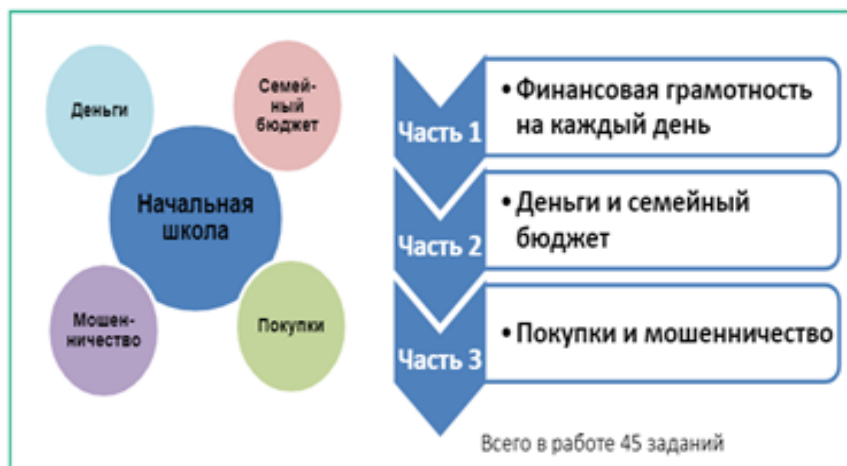 Деньги
Семей-
ный
бюджет
Начальная
школа
Мошен-
ничество
Покупки
Часть 1
• Финансовая грамотность
на каждый день
Часть 2
• Деньги и семейный
бюджет
Часть 3
• Покупки и мошенничество
Всего в работе 45 заданий